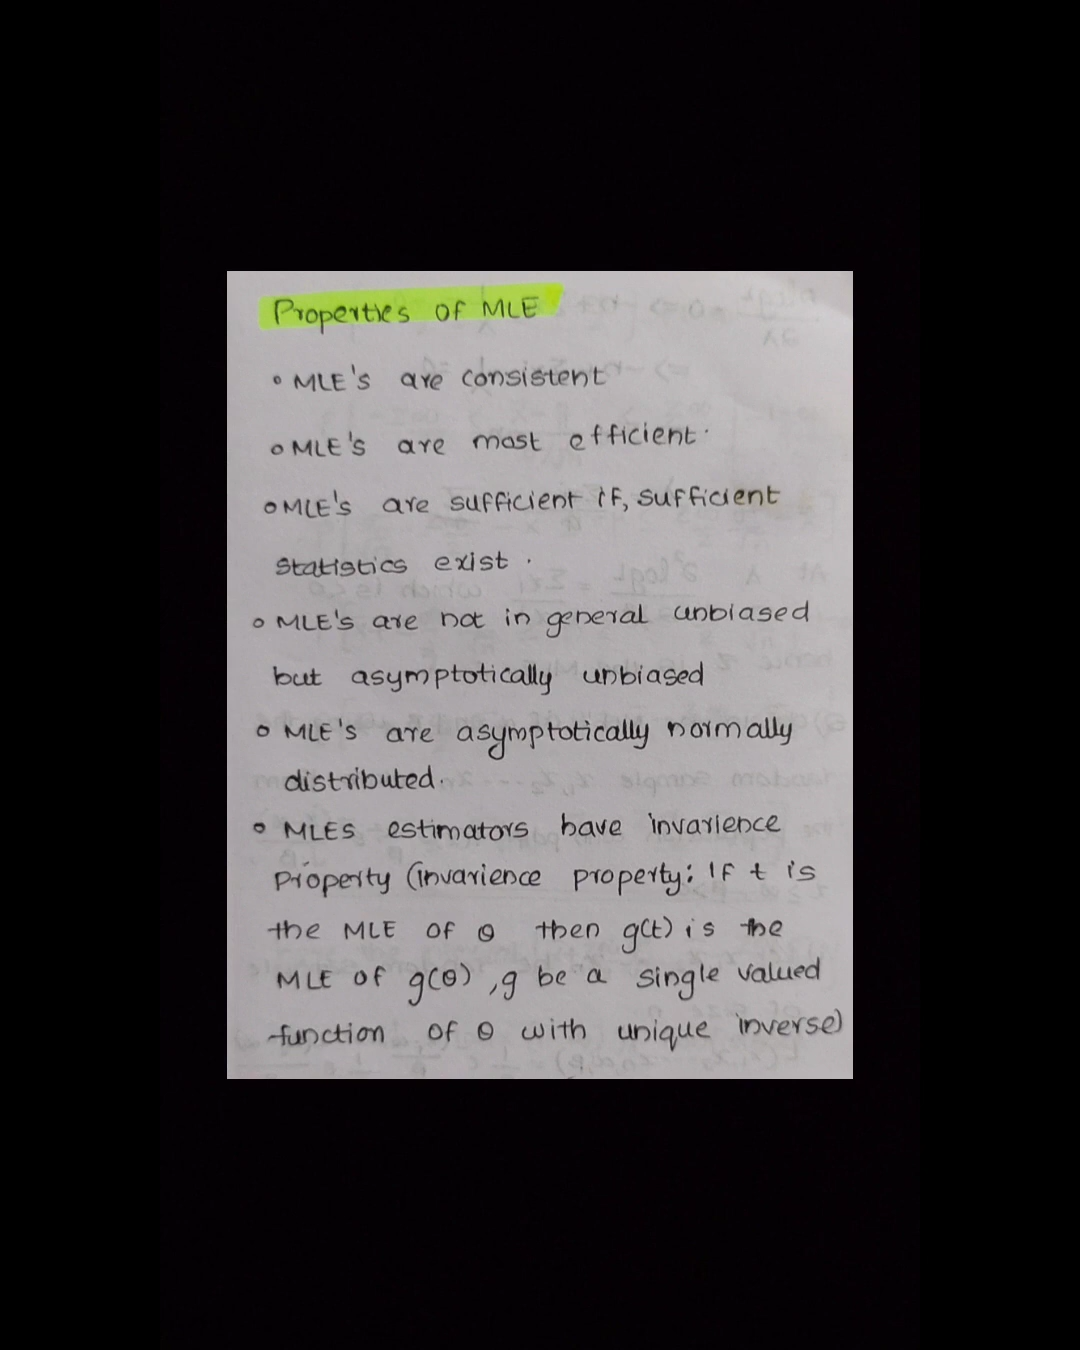 Properties of MLE
• MLE's are consistent
• MLE's are most efficient.
• MLE's are sufficient if, sufficient
statistics exist.
• MLE's are not in general unbiased
but asymptotically unbiased
• MLE's are asymptotically normally
distributed.
• MLES estimators have invarience
property (invarience property: If t is
the MLE of θ then g(t) is the
MLE of g(θ), g be a single valued
function of θ with unique inverse)